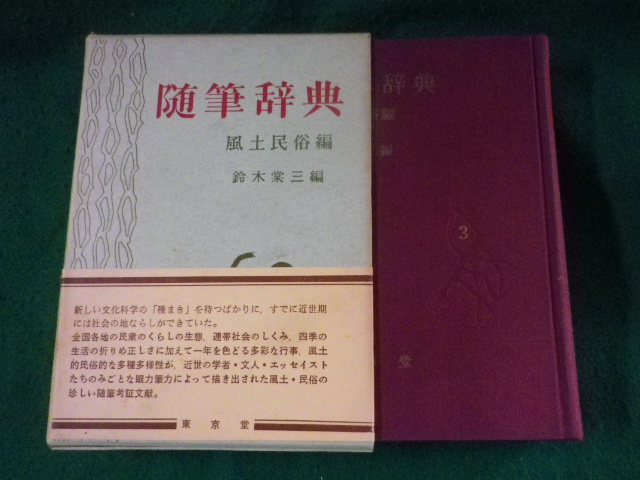 随筆辞典
風土民俗編
鈴木棠三編
新しい文化科学の「種まき」を待つばかりに，すでに近世期
には社会の地ならしができていた。
全国各地の民衆のくらしの生態，連帯社会のしくみ，四季の
生活の折りめ正しさに加えて一年を色どる多彩な行事，風土
的民俗的な多種多様性が，近世の学者・文人・エッセイスト
たちのみごとな眼力筆力によって描き出された風土・民俗の
珍しい随筆考証文献。
東京堂
辞典
俗編
編
3
堂